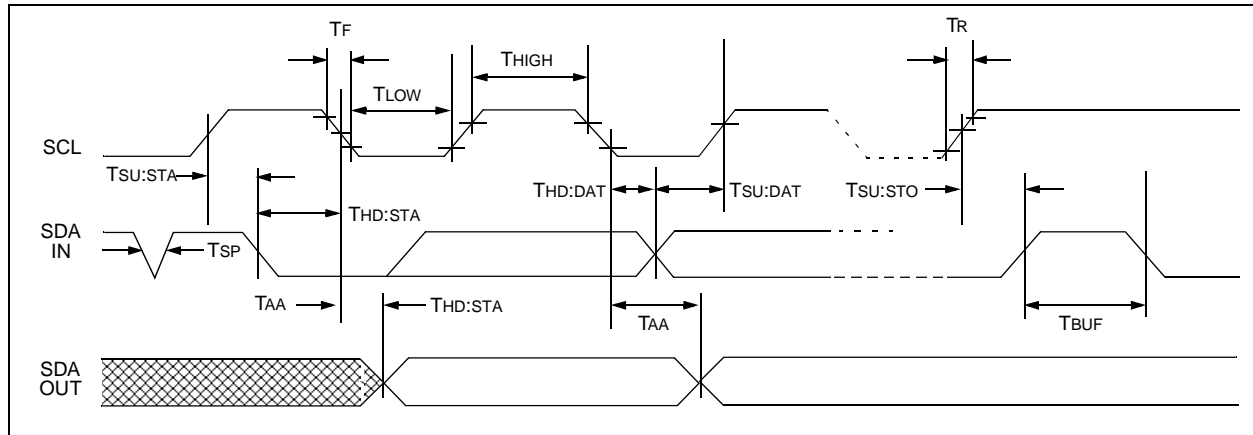 TF
TR
THIGH
TLOW
SCL
TSU:STA
THD:DAT
TSU:DAT
TSU:STO
THD:STA
SDA
IN
TSP
TAA
THD:STA
TAA
TBUF
SDA
OUT